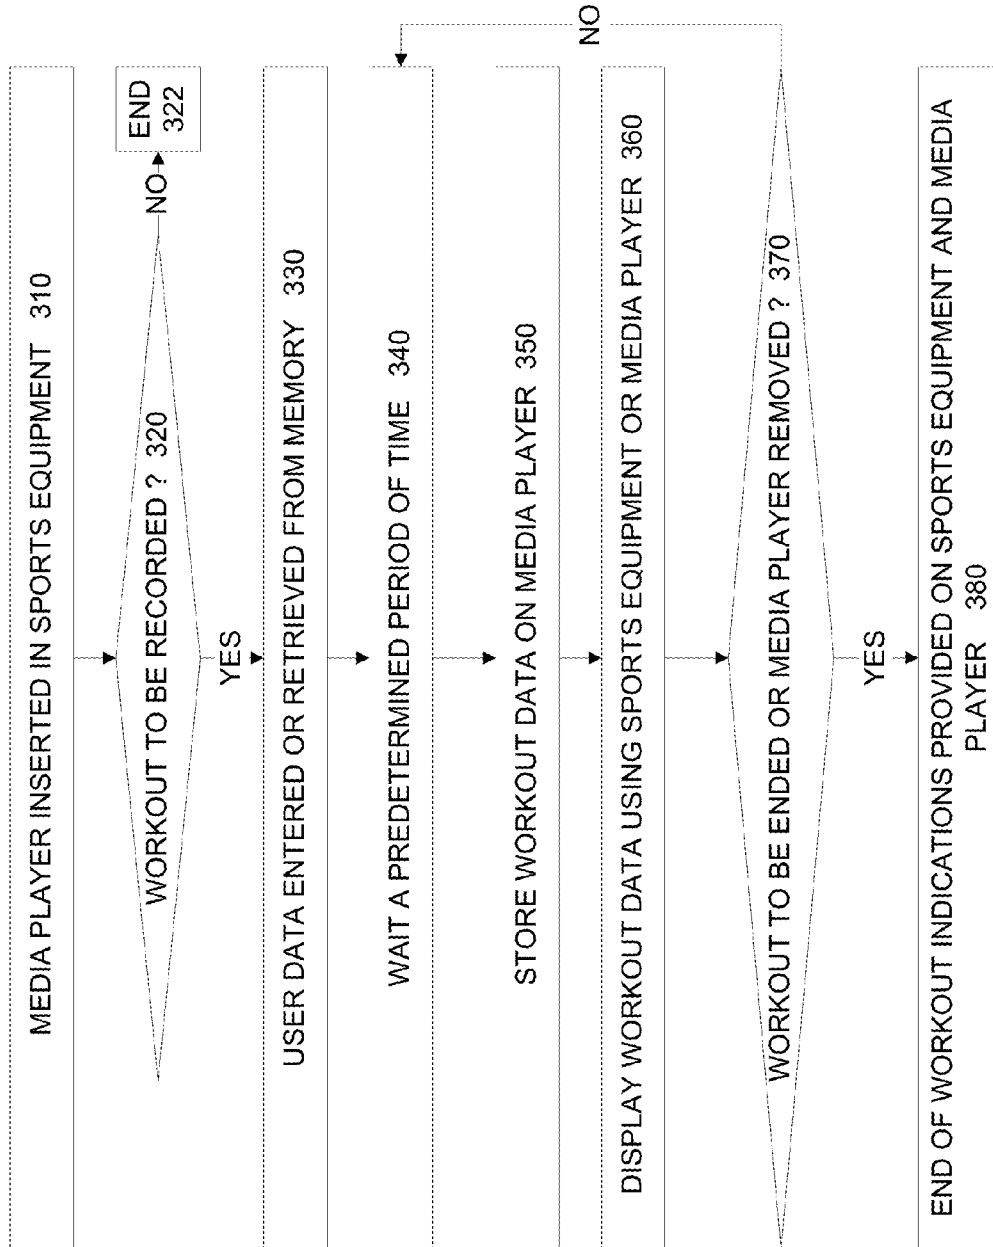 MEDIA PLAYER INSERTED IN SPORTS EQUIPMENT 310
WORKOUT TO BE RECORDED ? 320
NO
END
322
YES
USER DATA ENTERED OR RETRIEVED FROM MEMORY 330
WAIT A PREDETERMINED PERIOD OF TIME 340
STORE WORKOUT DATA ON MEDIA PLAYER 350
DISPLAY WORKOUT DATA USING SPORTS EQUIPMENT OR MEDIA PLAYER 360
WORKOUT TO BE ENDED OR MEDIA PLAYER REMOVED ? 370
NO
YES
END OF WORKOUT INDICATIONS PROVIDED ON SPORTS EQUIPMENT AND MEDIA
PLAYER 380